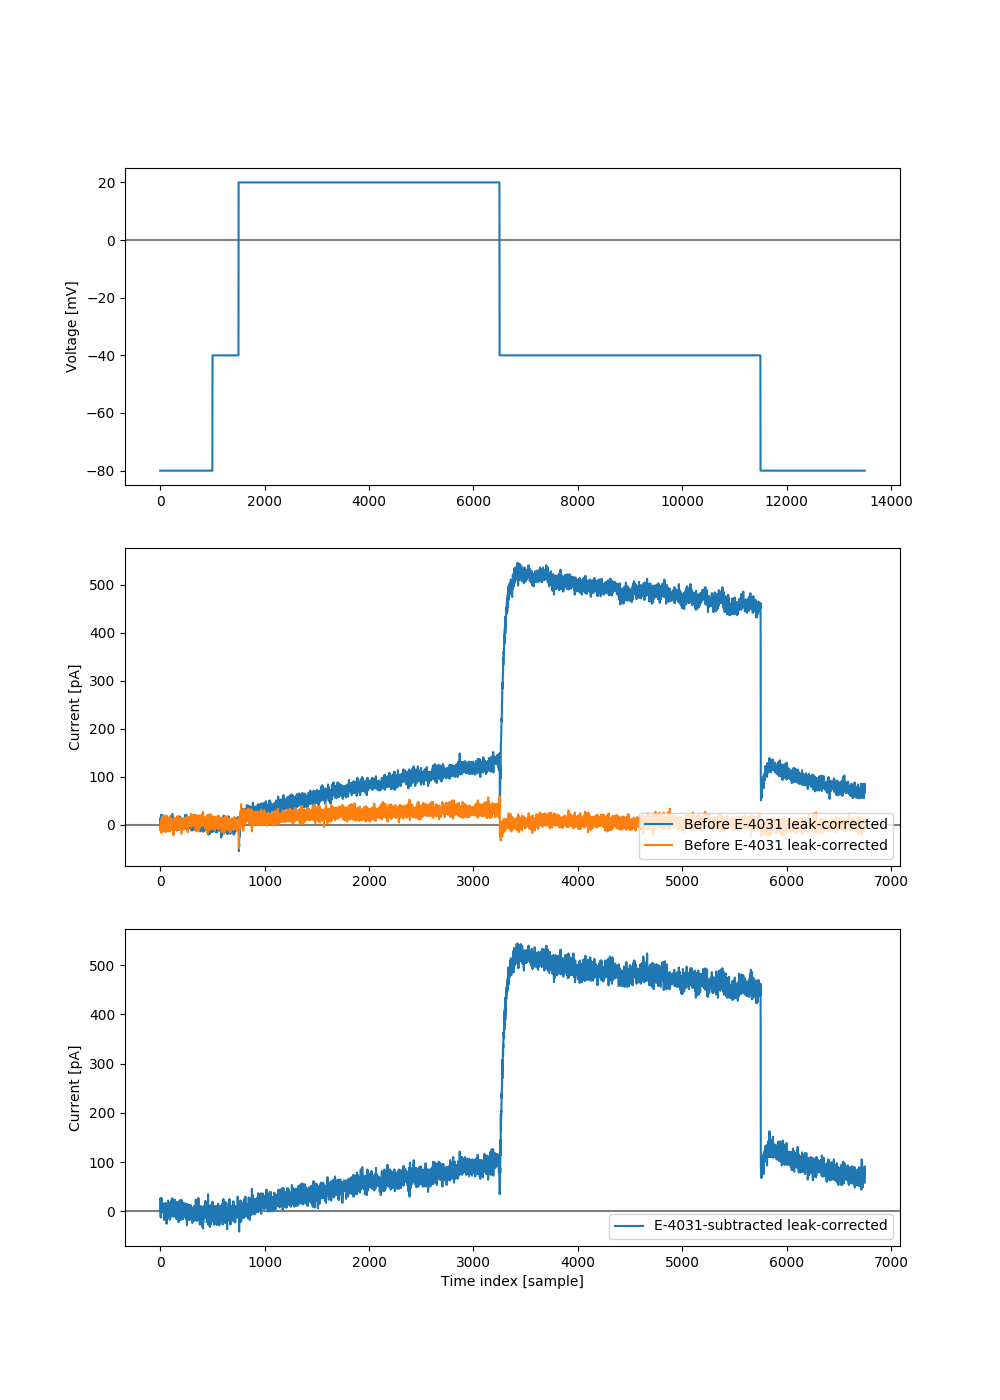 20
0
−20
−40
−60
−80
Voltage [mV]
0 2000 4000 6000 8000 10000 12000 14000
500
400
300
200
100
0
Current [pA]
Before E-4031 leak-corrected
Before E-4031 leak-corrected
0 1000 2000 3000 4000 5000 6000 7000
500
400
300
200
100
0
Current [pA]
E-4031-subtracted leak-corrected
0 1000 2000 3000 4000 5000 6000 7000
Time index [sample]